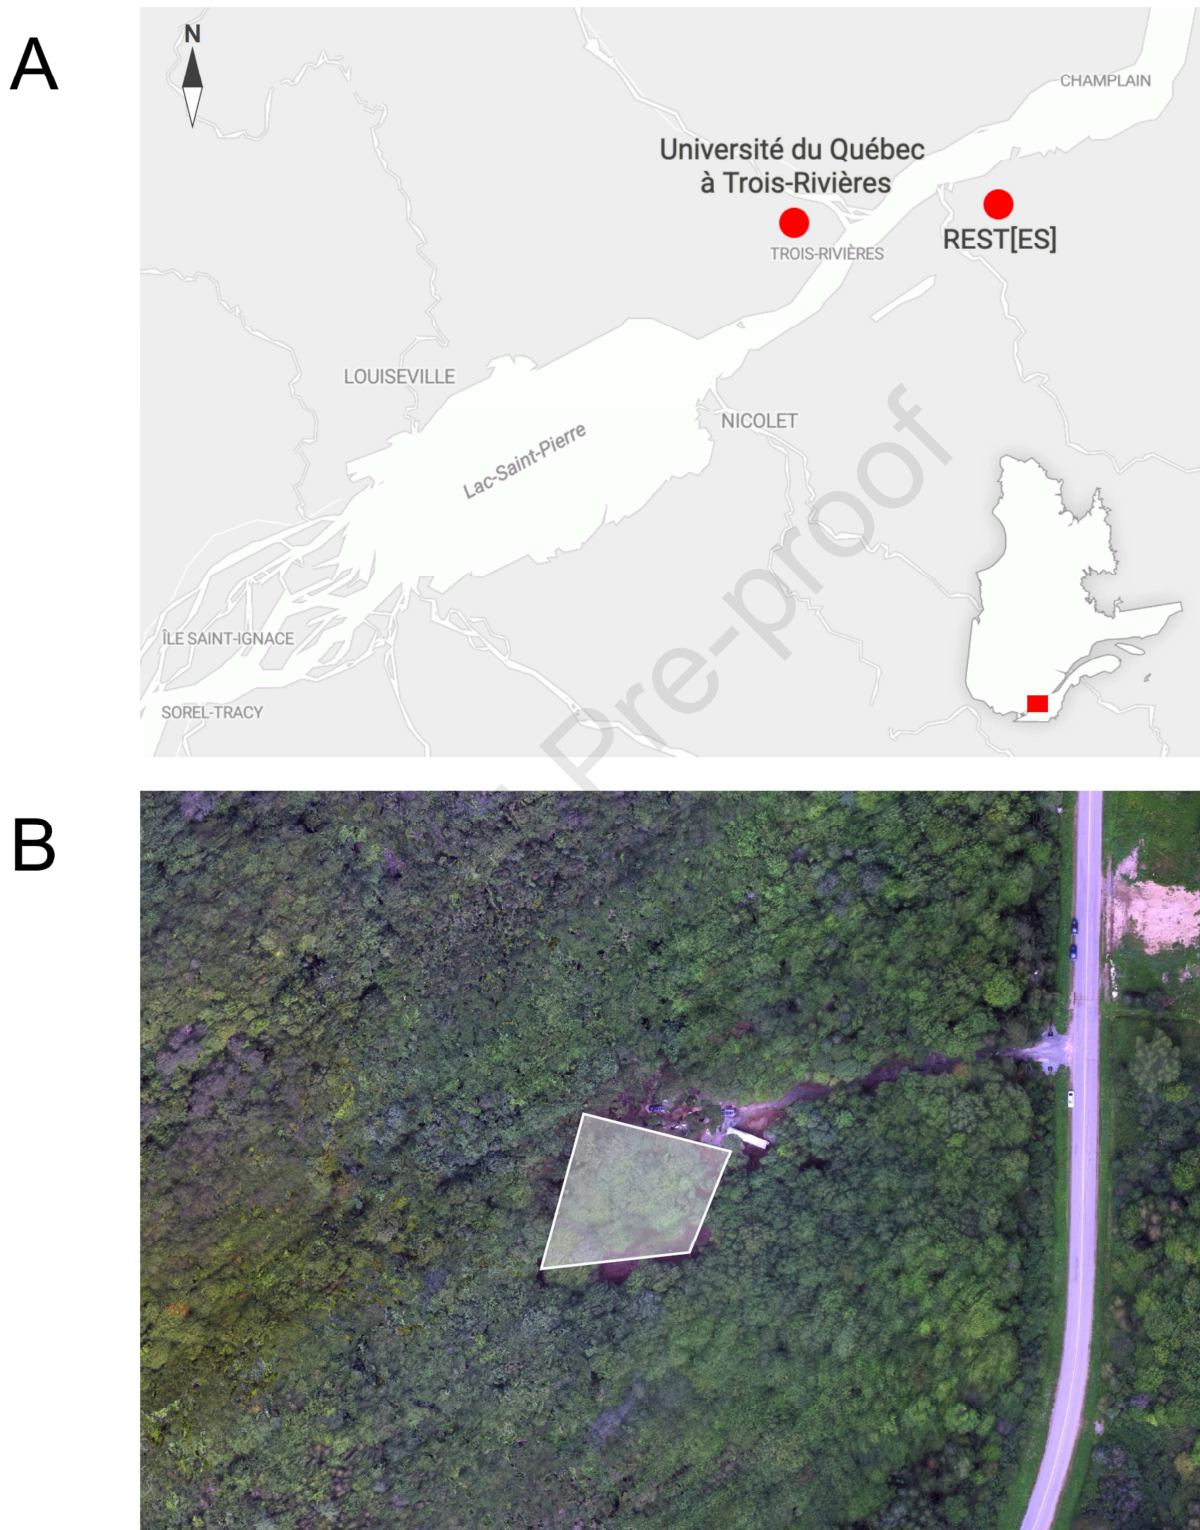 A
N
CHAMPLAIN
Université du Québec
à Trois-Rivières
REST[ES]
TROIS-RIVIÈRES
LOUISEVILLE
NICOLET
Lac-Saint-Pierre
ÎLE SAINT-IGNACE
SOREL-TRACY
Pre-proof
B